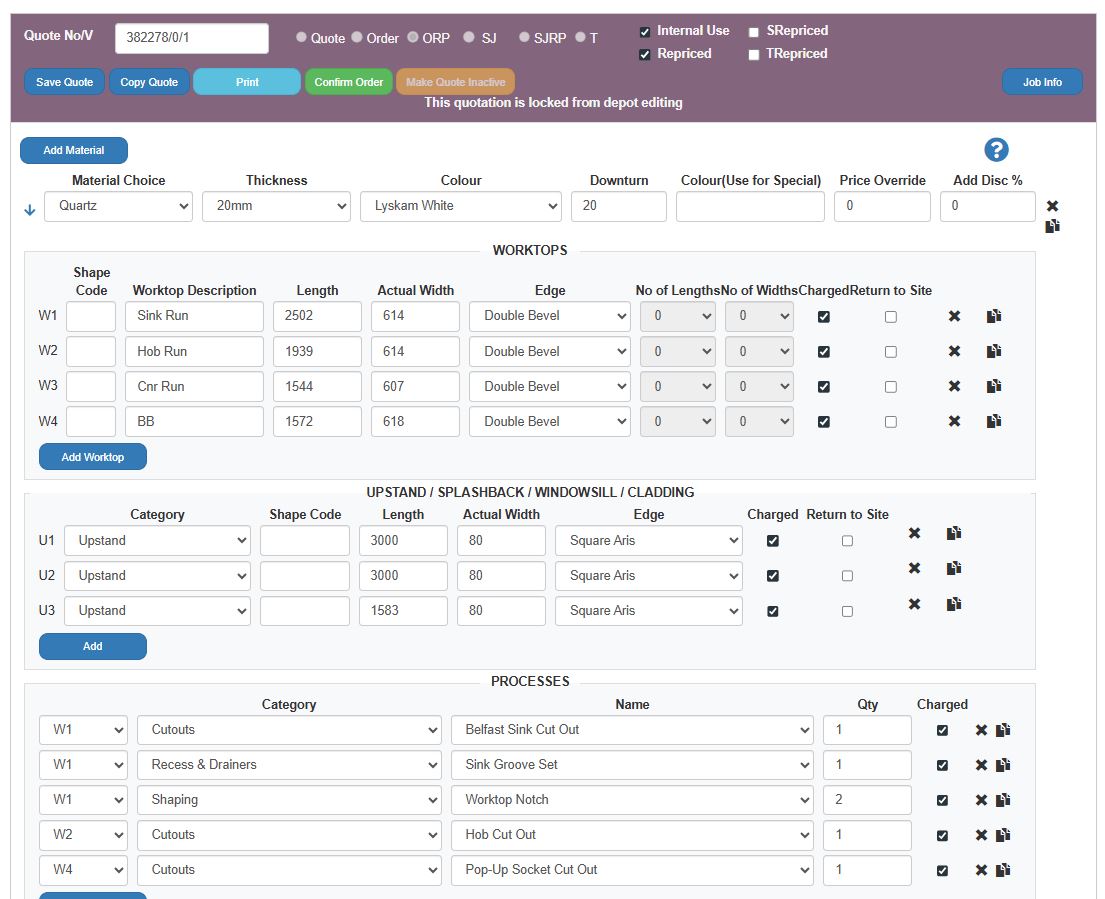 Quote No/V 382278/0/1 Quote Order ORP SJ SJRP T Internal Use SRepriced
Repriced TRepriced
Save Quote Copy Quote Print Confirm Order Make Quote Inactive Job Info
This quotation is locked from depot editing
Add Material ?
Material Choice Thickness Colour Downturn Colour(Use for Special) Price Override Add Disc %
Quartz 20mm Lyskam White 20 0 0
WORKTOPS
Shape Code Worktop Description Length Actual Width Edge No of Lengths No of Widths Charged Return to Site
W1 Sink Run 2502 614 Double Bevel 0 0
W2 Hob Run 1939 614 Double Bevel 0 0
W3 Cnr Run 1544 607 Double Bevel 0 0
W4 BB 1572 618 Double Bevel 0 0
Add Worktop
UPSTAND / SPLASHBACK / WINDOWSILL / CLADDING
Category Shape Code Length Actual Width Edge Charged Return to Site
U1 Upstand 3000 80 Square Aris
U2 Upstand 3000 80 Square Aris
U3 Upstand 1583 80 Square Aris
Add
PROCESSES
Category Name Qty Charged
W1 Cutouts Belfast Sink Cut Out 1
W1 Recess & Drainers Sink Groove Set 1
W1 Shaping Worktop Notch 2
W2 Cutouts Hob Cut Out 1
W4 Cutouts Pop-Up Socket Cut Out 1